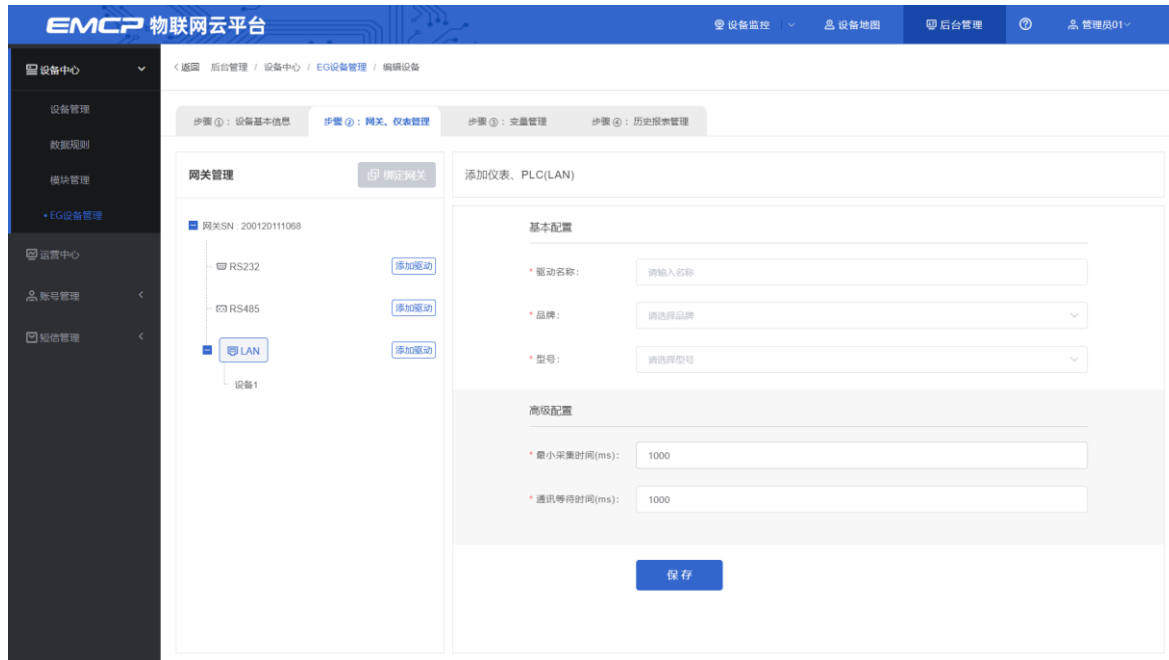 EMCP 物联网云平台
设备监控
设备地图
后台管理
管理员01
设备中心
设备管理
数据规则
模块管理
•EG设备管理
运营中心
账号管理
短信管理
<返回 后台管理 / 设备中心 / EG设备管理 / 编辑设备
步骤①：设备基本信息
步骤②：网关、仪表管理
步骤③：变量管理
步骤④：历史报表管理
网关管理
绑定网关
网关SN : 200120111068
RS232
添加驱动
RS485
添加驱动
LAN
添加驱动
设备1
添加仪表、PLC(LAN)
基本配置
* 驱动名称：
请输入名称
* 品牌：
请选择品牌
* 型号：
请选择型号
高级配置
* 最小采集时间(ms)：
1000
* 通讯等待时间(ms)：
1000
保存